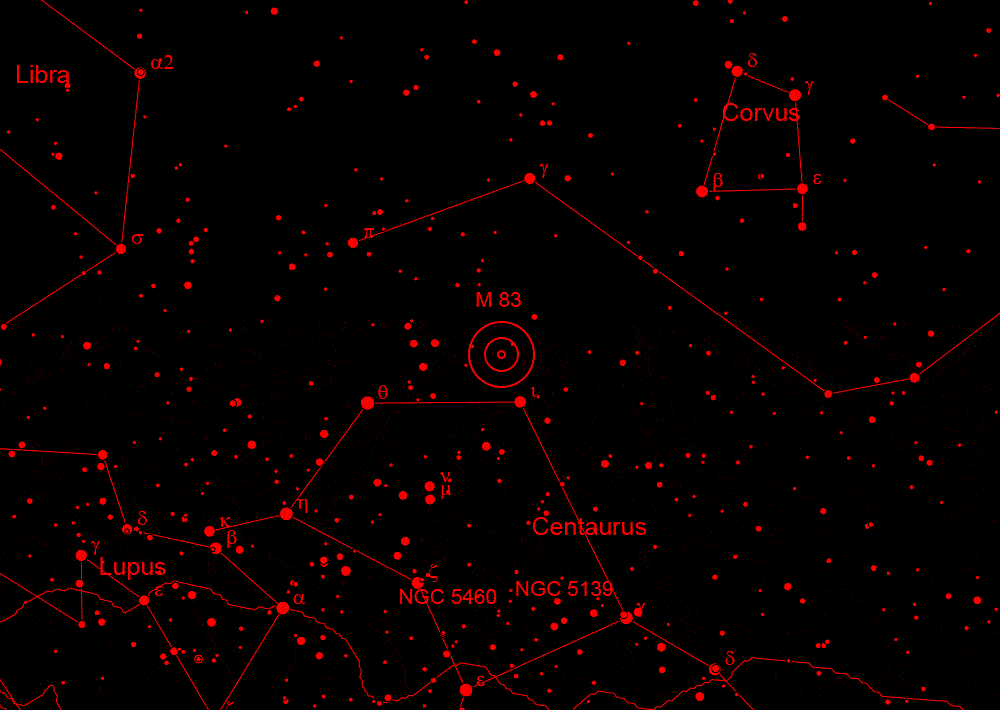 α2
Libra
δ
γ
Corvus
γ
β
ε
π
σ
M 83
θ
ι
ν
μ
η
δ
κ
Centaurus
β
γ
Lupus
ζ
ε
NGC 5460
NGC 5139
α
γ
δ
ε